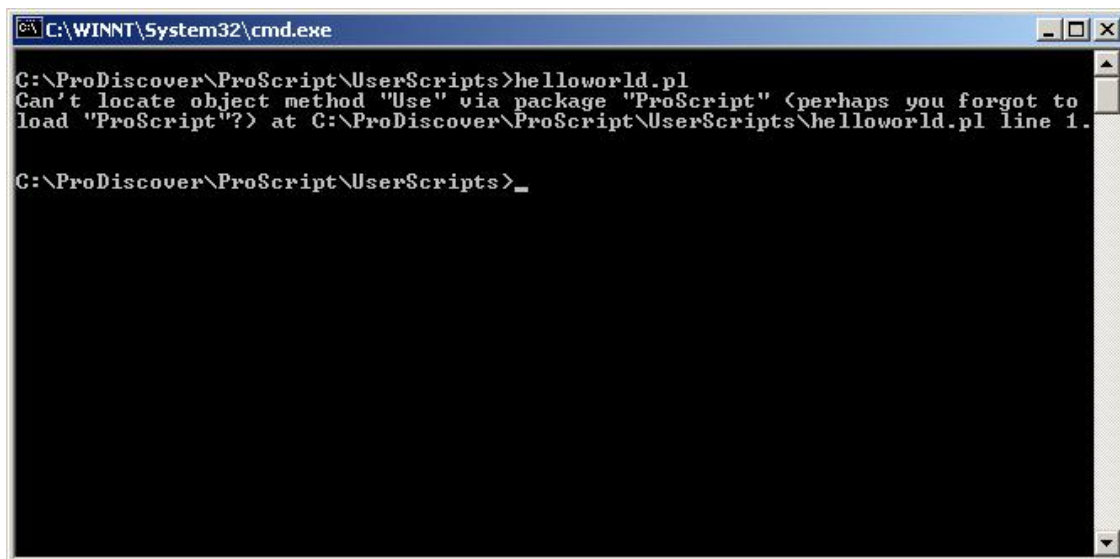 C:\WINNT\System32\cmd.exe
C:\ProDiscover\ProScript\UserScripts>helloworld.pl
Can't locate object method "Use" via package "ProScript" (perhaps you forgot to
load "ProScript"?) at C:\ProDiscover\ProScript\UserScripts\helloworld.pl line 1.
C:\ProDiscover\ProScript\UserScripts>_